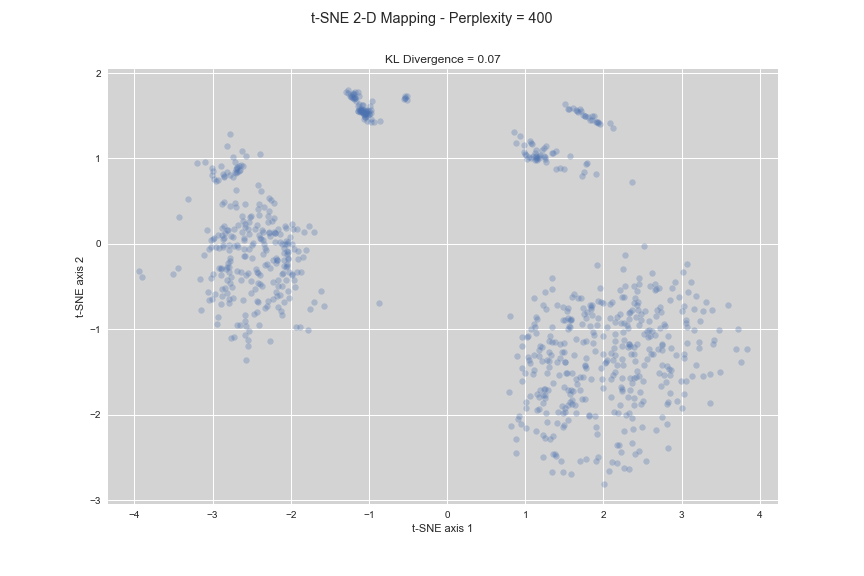 t-SNE 2-D Mapping - Perplexity = 400
KL Divergence = 0.07
2
1
0
−1
−2
−3
t-SNE axis 2
−4 −3 −2 −1 0 1 2 3 4
t-SNE axis 1